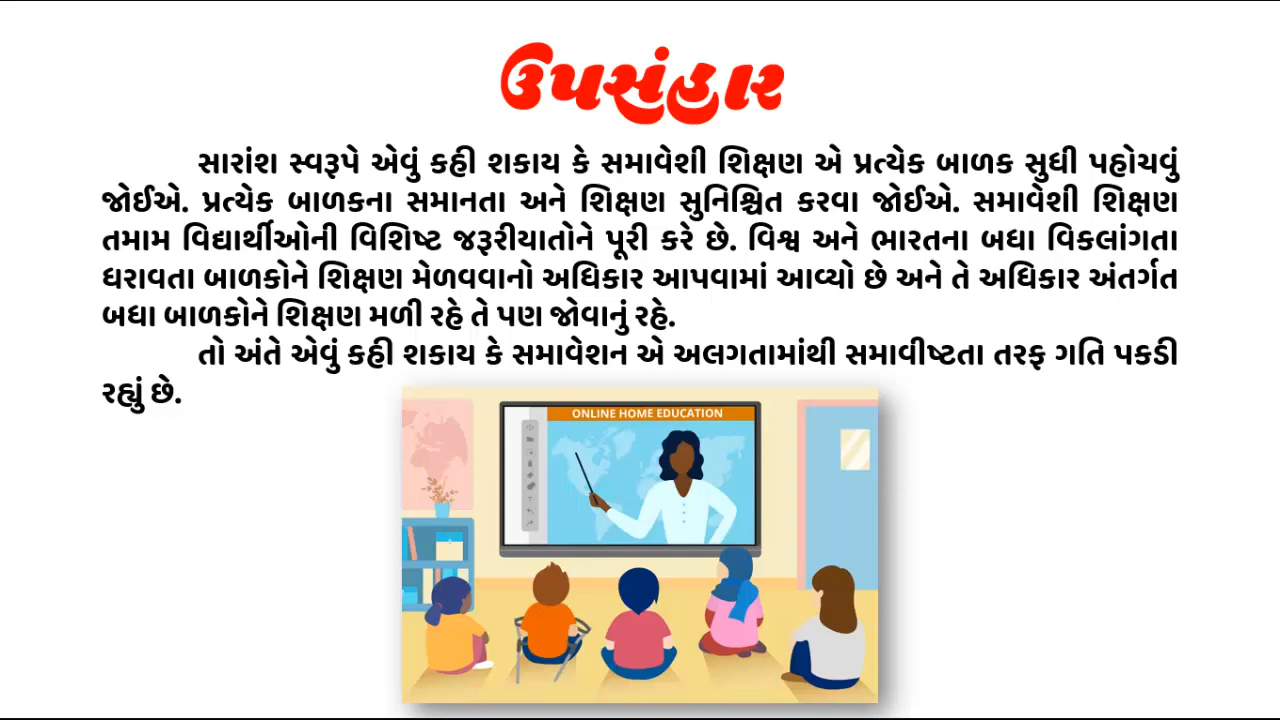 ઉપસંહાર
સારાંશ સ્વરૂપે એવું કહી શકાય કે સમાવેશી શિક્ષણ એ પ્રત્યેક બાળક સુધી પહોચવું
જોઈએ. પ્રત્યેક બાળકના સમાનતા અને શિક્ષણ સુનિશ્ચિત કરવા જોઈએ. સમાવેશી શિક્ષણ
તમામ વિદ્યાર્થીઓની વિશિષ્ટ જરૂરીયાતોને પૂરી કરે છે. વિશ્વ અને ભારતના બધા વિકલાંગતા
ધરાવતા બાળકોને શિક્ષણ મેળવવાનો અધિકાર આપવામાં આવ્યો છે અને તે અધિકાર અંતર્ગત
બધા બાળકોને શિક્ષણ મળી રહે તે પણ જોવાનું રહે.
તો અંતે એવું કહી શકાય કે સમાવેશન એ અલગતામાંથી સમાવીષ્ટતા તરફ ગતિ પકડી
રહ્યું છે.
ONLINE HOME EDUCATION